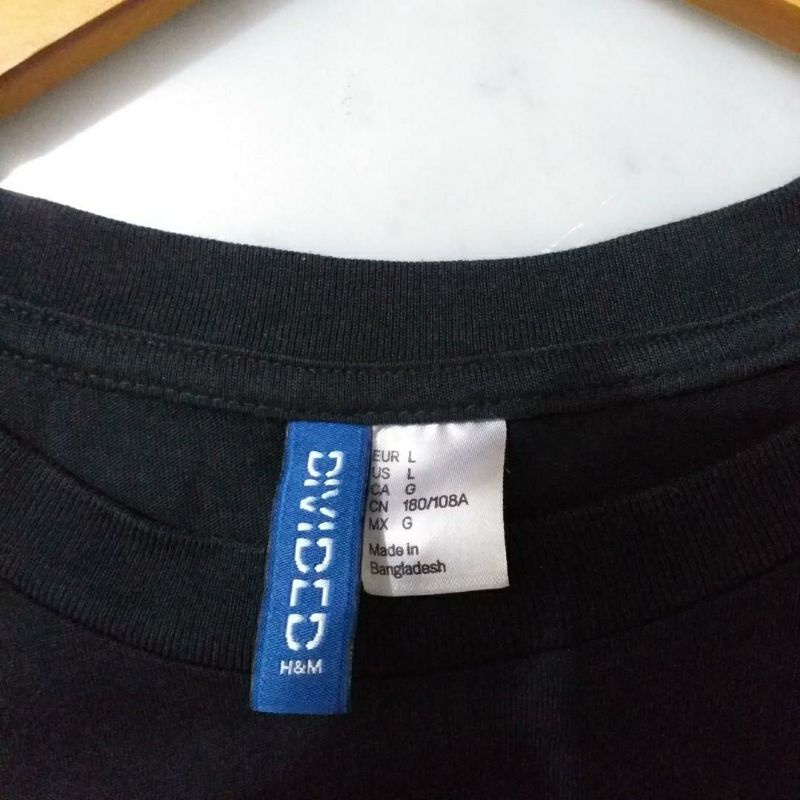 DIVIDED
H&M
EUR L
US L
CA G
CN 180/108A
MX G
Made in
Bangladesh